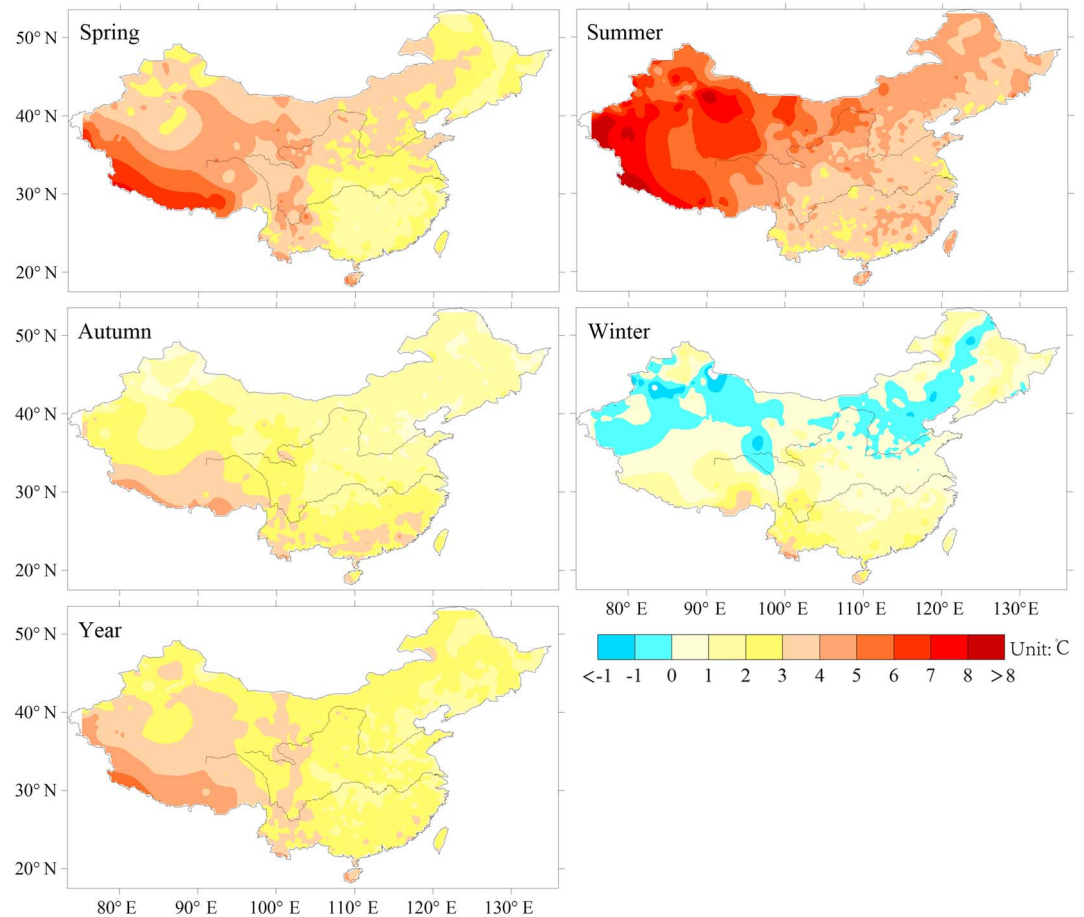 Spring
50° N
40° N
30° N
20° N
Summer
Autumn
50° N
40° N
30° N
20° N
Winter
80° E 90° E 100° E 110° E 120° E 130° E
<-1 -1 0 1 2 3 4 5 6 7 8 >8
Unit:℃
Year
50° N
40° N
30° N
20° N
80° E 90° E 100° E 110° E 120° E 130° E